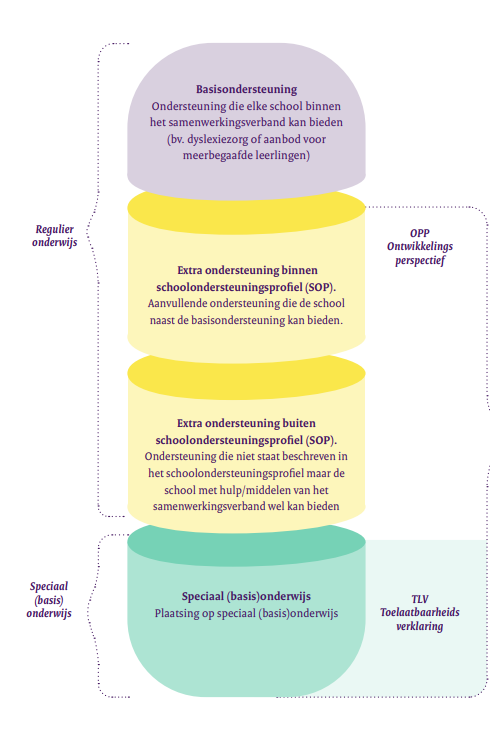 Basisondersteuning
Ondersteuning die elke school binnen
het samenwerkingsverband kan bieden
(bv. dyslexiezorg of aanbod voor
meerbegaafde leerlingen)
Regulier
onderwijs
OPP
Ontwikkelings
perspectief
Extra ondersteuning binnen
schoolondersteuningsprofiel (SOP).
Aanvullende ondersteuning die de school
naast de basisondersteuning kan bieden.
Extra ondersteuning buiten
schoolondersteuningsprofiel (SOP).
Ondersteuning die niet staat beschreven in
het schoolondersteuningsprofiel maar de
school met hulp/middelen van het
samenwerkingsverband wel kan bieden
Speciaal
(basis)
onderwijs
Speciaal (basis)onderwijs
Plaatsing op speciaal (basis)onderwijs
TLV
Toelaatbaarheids
verklaring